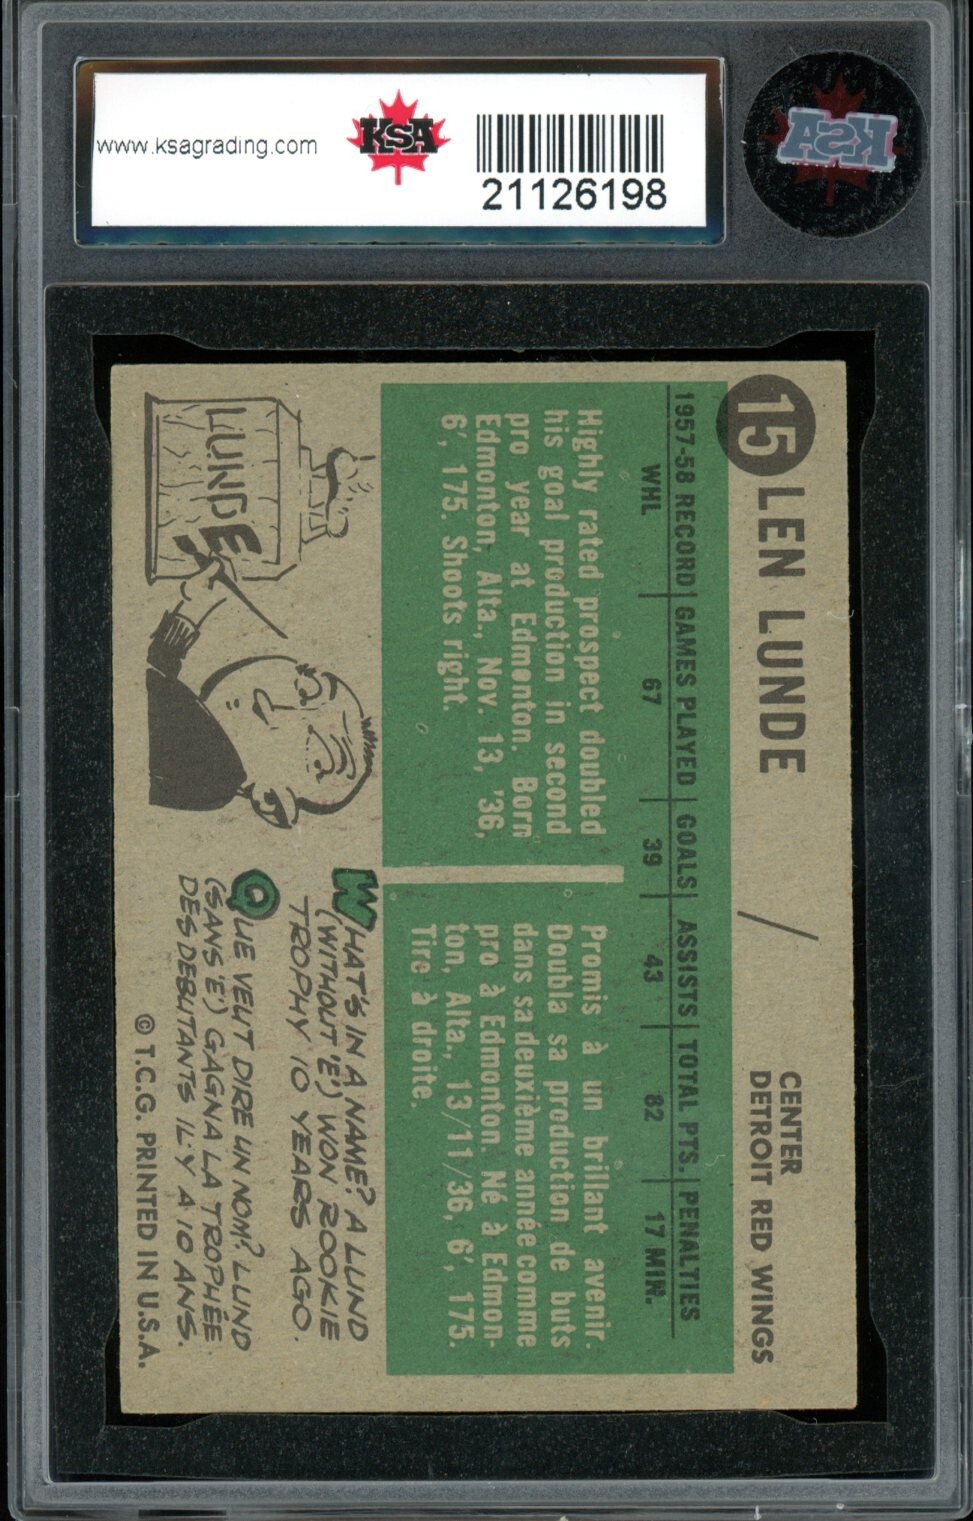 www.ksagrading.com
KSA
21126198
KSA
15 LEN LUNDE /
CENTER
DETROIT RED WINGS
1957-58 RECORD GAMES PLAYED GOALS ASSISTS TOTAL PTS. PENALTIES
WHL 67 39 43 82 17 MIN.
Highly rated prospect doubled
his goal production in second
pro year at Edmonton. Born
Edmonton, Alta., Nov. 13, '36,
6', 175. Shoots right.
Promis à un brillant avenir.
Doubla sa production de buts
dans sa deuxième année comme
pro à Edmonton. Né à Edmon-
ton, Alta., 13/11/36, 6', 175.
Tire à droite.
LUNDE
WHAT'S IN A NAME? A LUND
(WITHOUT 'E') WON ROOKIE
TROPHY 10 YEARS AGO.
QUE VEUT DIRE UN NOM? LUND
(SANS 'E') GAGNA LA TROPHÉE
DES DEBUTANTS IL-Y A 10 ANS.
© T.C.G. PRINTED IN U.S.A.